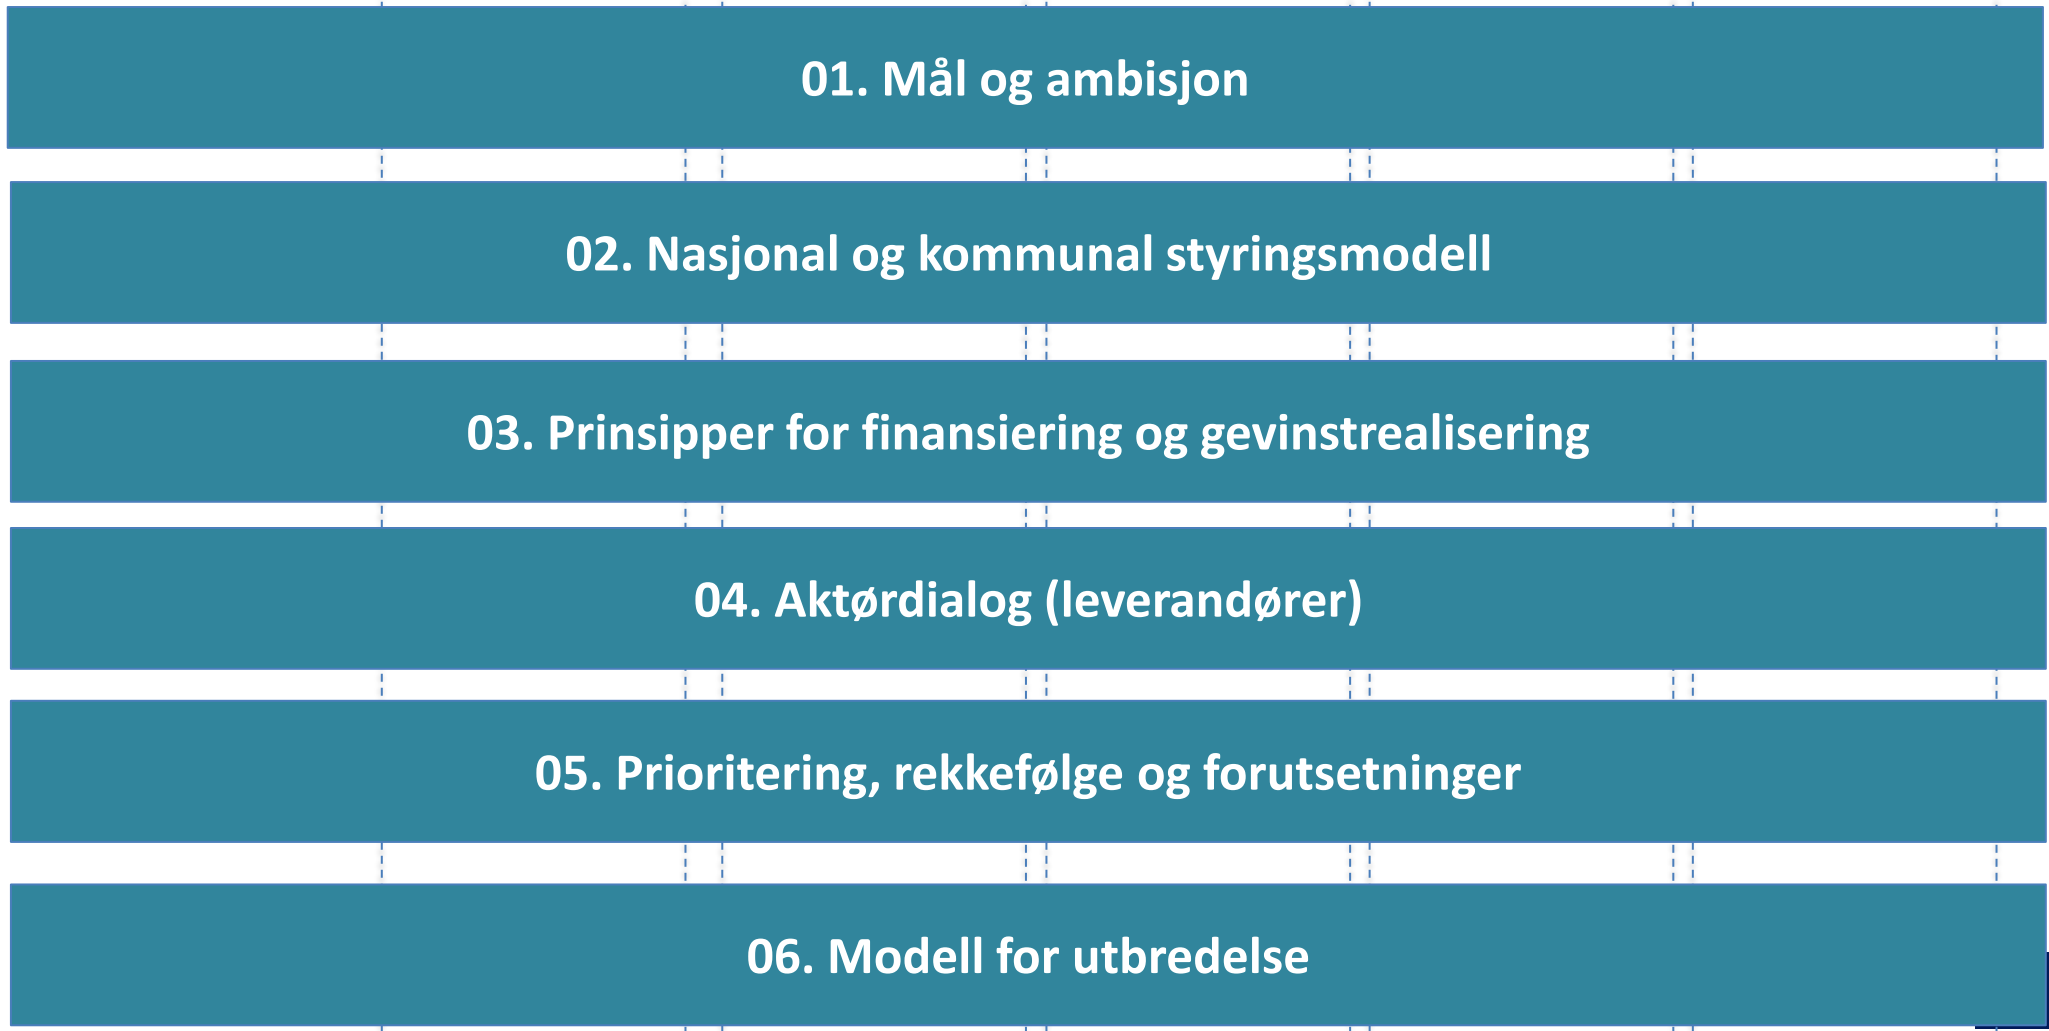 01. Mål og ambisjon
02. Nasjonal og kommunal styringsmodell
03. Prinsipper for finansiering og gevinstrealisering
04. Aktørdialog (leverandører)
05. Prioritering, rekkefølge og forutsetninger
06. Modell for utbredelse